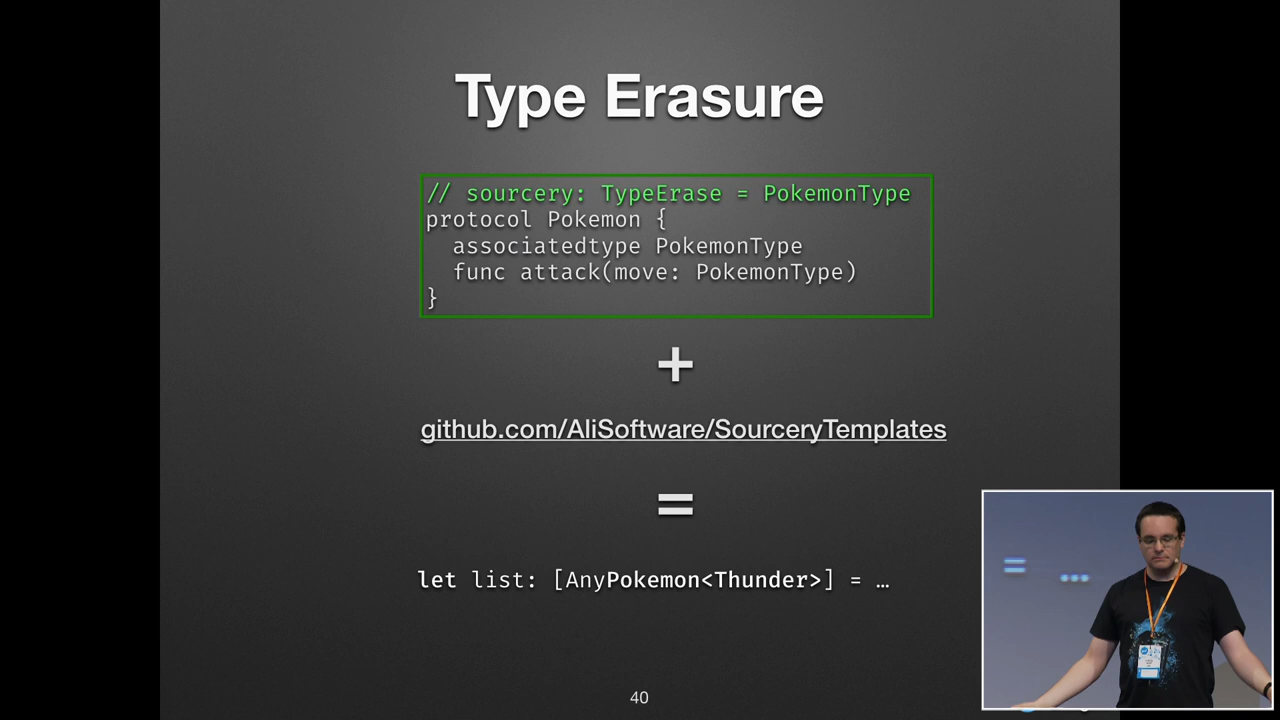 Type Erasure
// sourcery: TypeErase = PokemonType
protocol Pokemon {
associatedtype PokemonType
func attack(move: PokemonType)
}
+
github.com/AliSoftware/SourceryTemplates
=
let list: [AnyPokemon<Thunder>] = …
= …
40